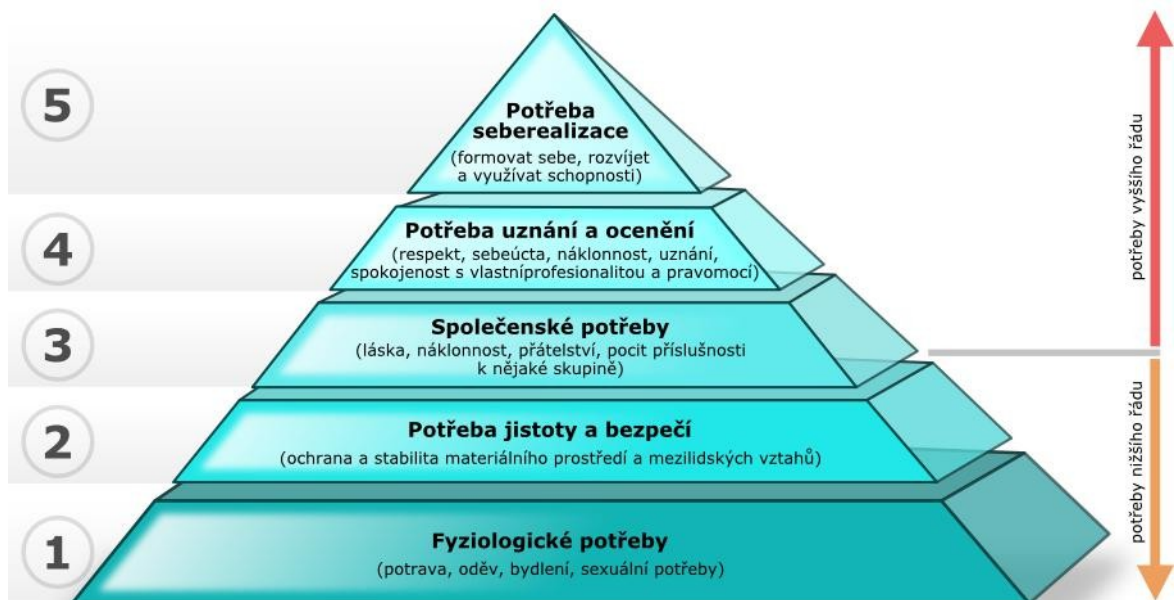 5
Potřeba
seberealizace
(formovat sebe, rozvíjet
a využívat schopnosti)
4
Potřeba uznání a ocenění
(respekt, sebeúcta, náklonnost, uznání,
spokojenost s vlastníprofesionalitou a pravomocí)
3
Společenské potřeby
(láska, náklonnost, přátelství, pocit příslušnosti
k nějaké skupině)
2
Potřeba jistoty a bezpečí
(ochrana a stabilita materiálního prostředí a mezilidských vztahů)
1
Fyziologické potřeby
(potrava, oděv, bydlení, sexuální potřeby)
potřeby vyššího řádu
potřeby nižšího řádu